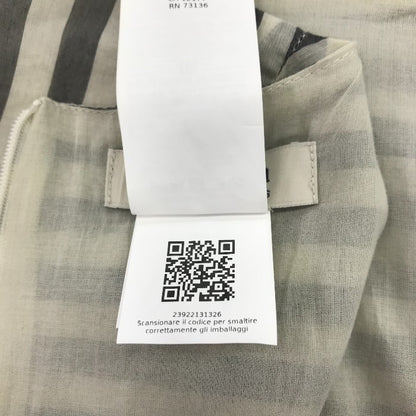 RN 73136
23922131326
Scansionare il codice per smaltire
correttamente gli imballaggi